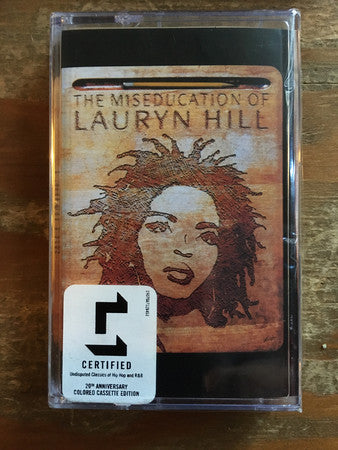 THE MISEDUCATION OF
LAURYN HILL
CERTIFIED
Undisputed Classics of Hip Hop and R&B
20TH ANNIVERSARY
COLORED CASSETTE EDITION